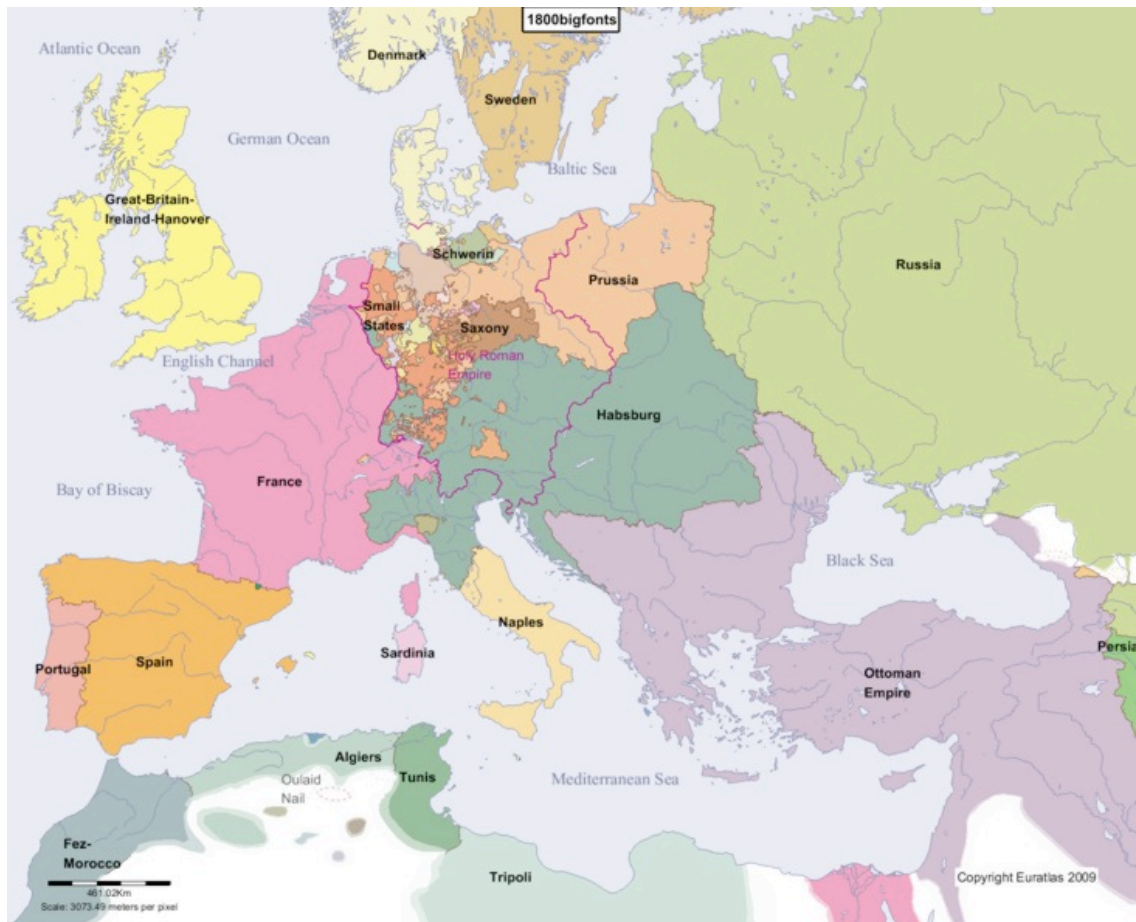 1800bigfonts
Atlantic Ocean
Denmark
Sweden
German Ocean
Baltic Sea
Great-Britain-
Ireland-Hanover
Schwerin
Russia
Prussia
Small
States
Saxony
English Channel
Holy Roman
Empire
Habsburg
France
Bay of Biscay
Black Sea
Naples
Sardinia
Portugal
Spain
Persia
Ottoman
Empire
Algiers
Tunis
Mediterranean Sea
Oulaid
Nail
Fez-
Morocco
Tripoli
Copyright Euratlas 2009
461.02Km
Scale: 3073.49 meters per pixel